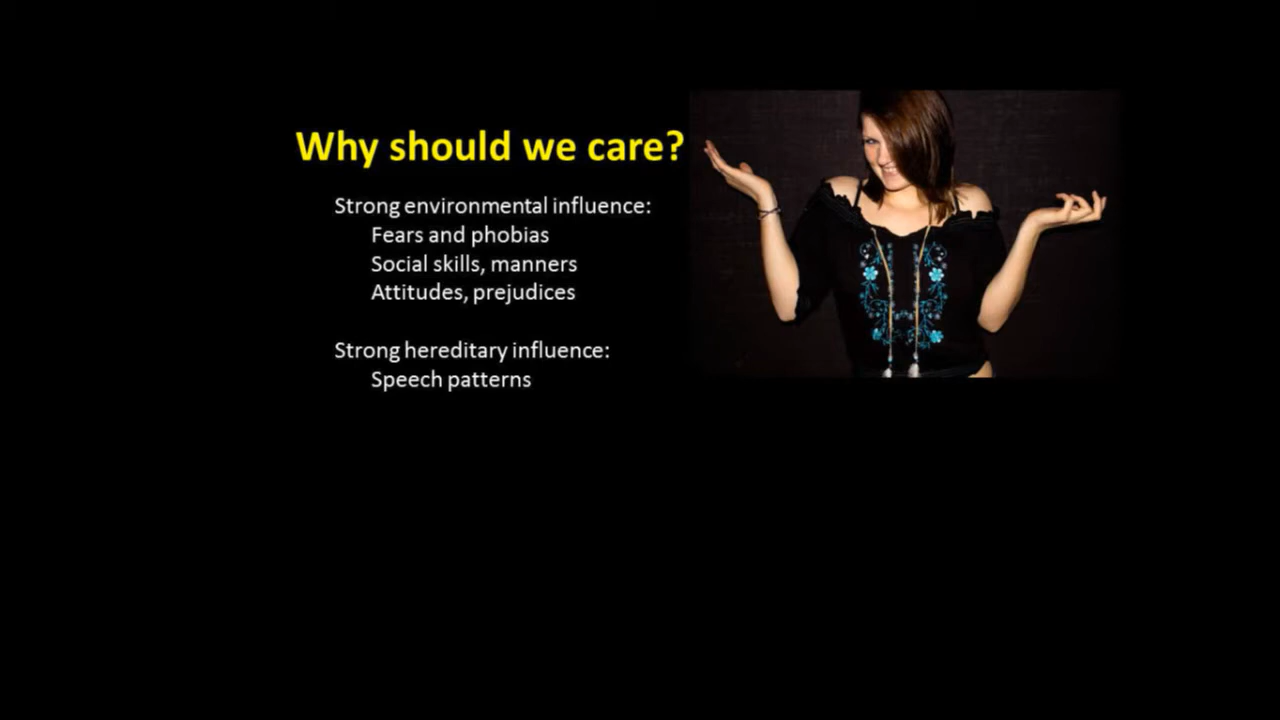 Why should we care?
Strong environmental influence:
Fears and phobias
Social skills, manners
Attitudes, prejudices
Strong hereditary influence:
Speech patterns